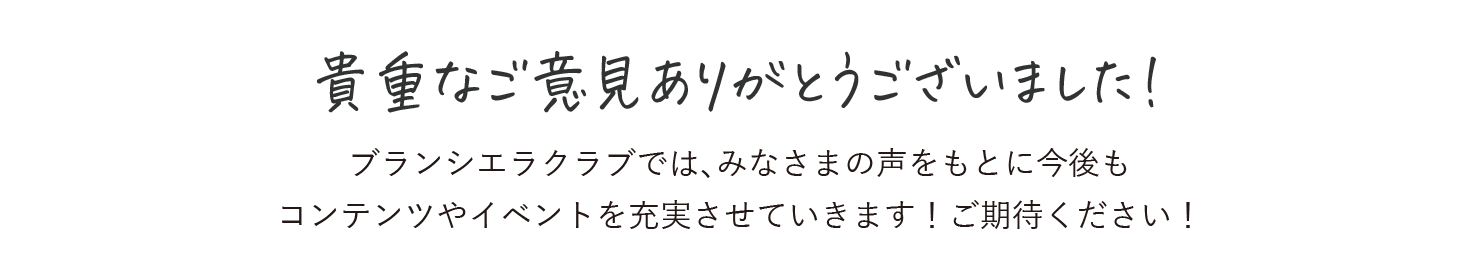 貴重なご意見ありがとうございました！
ブランシエラクラブでは、みなさまの声をもとに今後も
コンテンツやイベントを充実させていきます！ご期待ください！